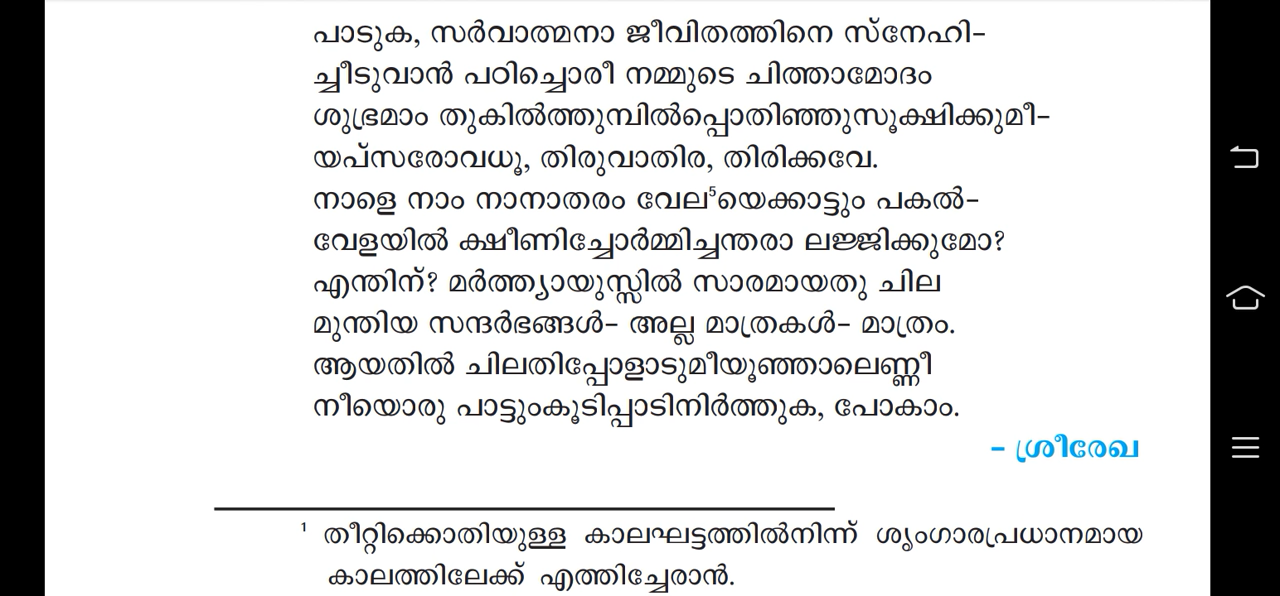 പാടുക, സർവാത്മനാ ജീവിതത്തിനെ സ്നേഹി-
ച്ചീടുവാൻ പഠിച്ചൊരീ നമ്മുടെ ചിത്താമോദം
ശുഭ്രമാം തുകിൽത്തുമ്പിൽപ്പൊതിഞ്ഞുസൂക്ഷിക്കുമീ-
യപ്സരോവധൂ, തിരുവാതിര, തിരിക്കവേ.
നാളെ നാം നാനാതരം വേല⁵യെക്കാട്ടും പകൽ-
വേളയിൽ ക്ഷീണിച്ചോർമ്മിച്ചന്തരാ ലജ്ജിക്കുമോ?
എന്തിന്? മർത്ത്യായുസ്സിൽ സാരമായതു ചില
മുന്തിയ സന്ദർഭങ്ങൾ- അല്ല മാത്രകൾ- മാത്രം.
ആയതിൽ ചിലതിപ്പോളാടുമീയൂഞ്ഞാലെണ്ണീ
നീയൊരു പാട്ടുംകൂടിപ്പാടിനിർത്തുക, പോകാം.
- ശ്രീരേഖ
¹ തീറ്റിക്കൊതിയുള്ള കാലഘട്ടത്തിൽനിന്ന് ശൃംഗാരപ്രധാനമായ
കാലത്തിലേക്ക് എത്തിച്ചേരാൻ.